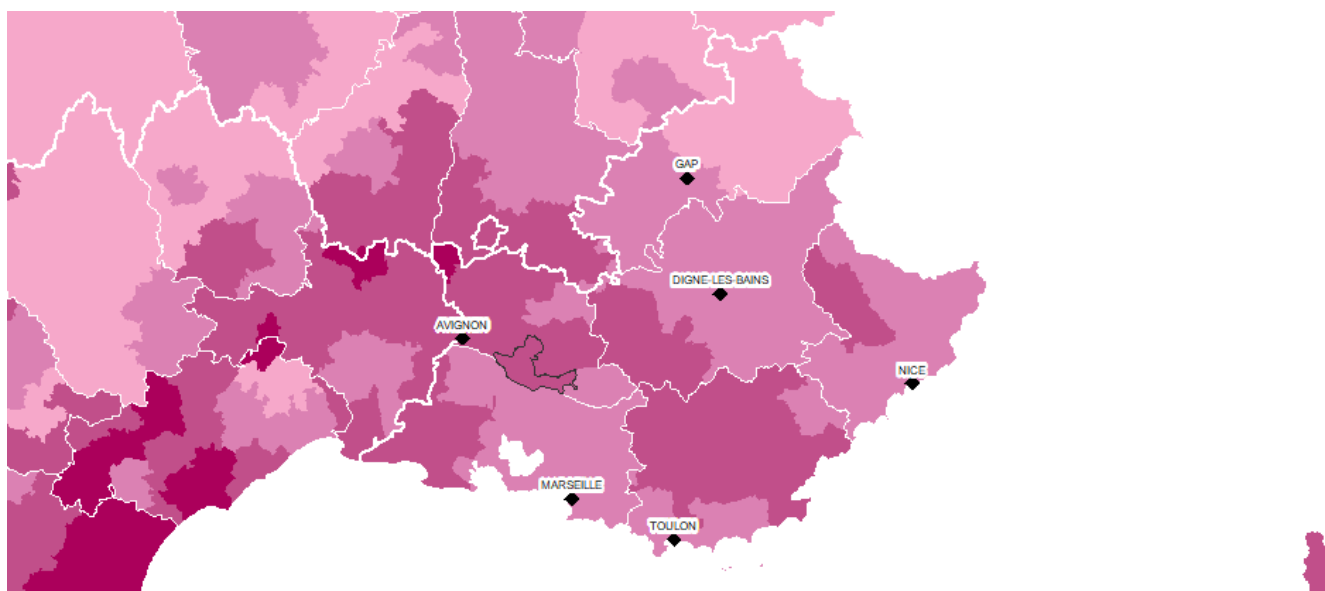 GAP
DIGNE-LES-BAINS
AVIGNON
NICE
MARSEILLE
TOULON